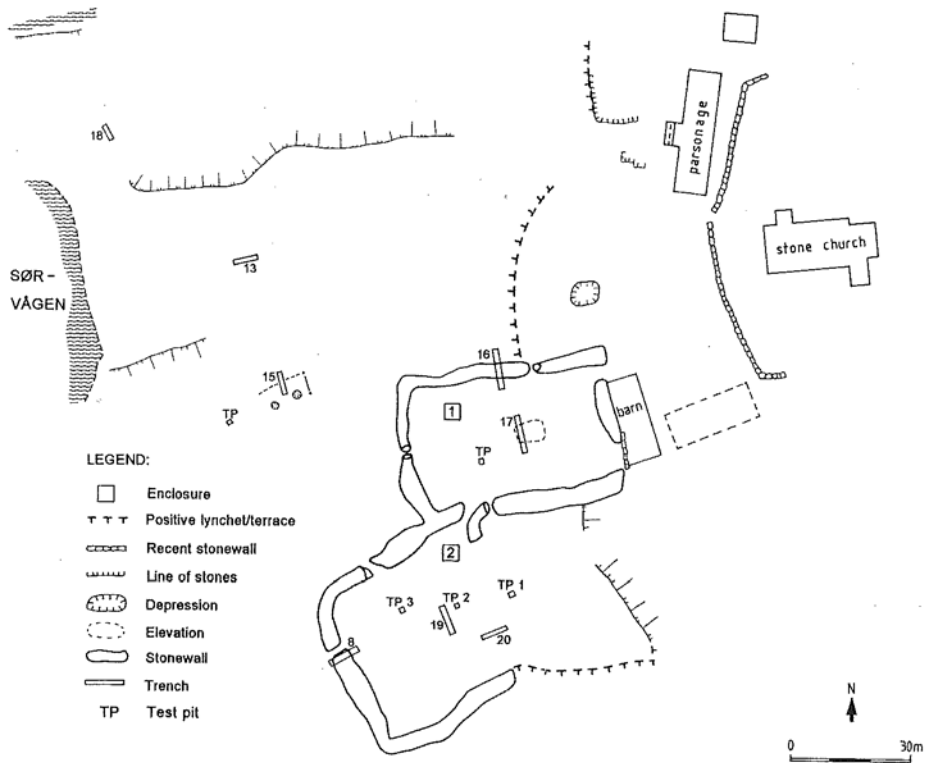 parsonage
18
stone church
13
SØR-
VÅGEN
16
15
TP
1
17
barn
TP
LEGEND:
Enclosure
Positive lynchet/terrace
Recent stonewall
Line of stones
Depression
Elevation
Stonewall
Trench
TP Test pit
2
TP 1
TP 2
TP 3
19
20
8
N
0 30m